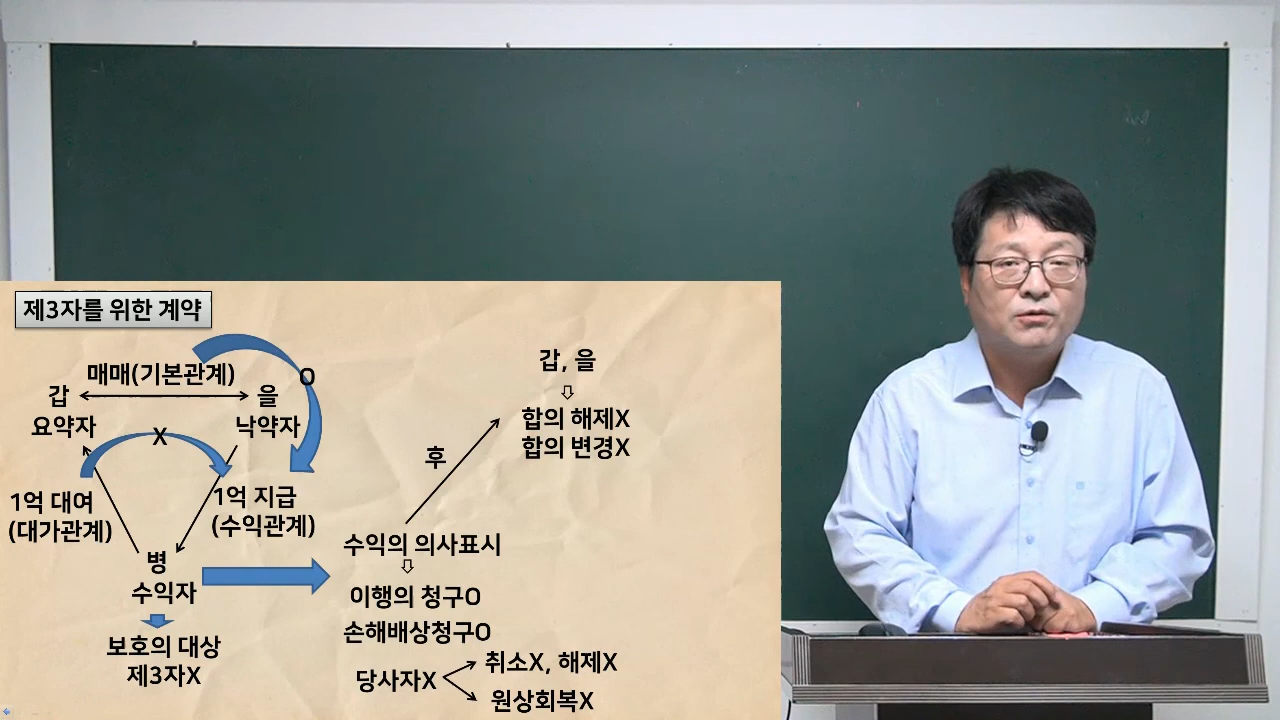 제3자를 위한 계약
매매(기본관계)
O
갑
을
요약자
낙약자
X
1억 대여
(대가관계)
1억 지급
(수익관계)
병
수익자
보호의 대상
제3자X
갑, 을
합의 해제X
합의 변경X
후
수익의 의사표시
이행의 청구O
손해배상청구O
당사자X
취소X, 해제X
원상회복X